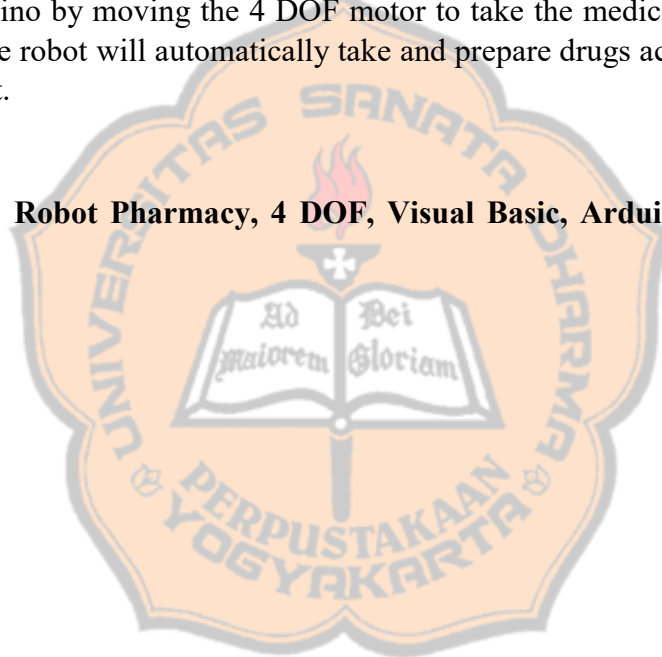 ino by moving the 4 DOF motor to take the medic
e robot will automatically take and prepare drugs ac
t.
UNIVERSITAS SANATA DHARMA
Robot Pharmacy, 4 DOF, Visual Basic, Ardui
Ad Dei
Maiorem Gloriam
PERPUSTAKAAN
YOGYAKARTA